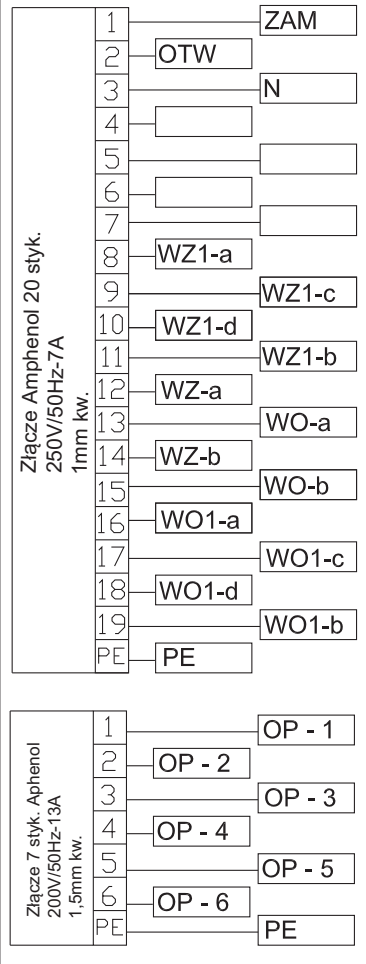 Złącze Amphenol 20 styk.
250V/50Hz-7A
1mm kw.
1 ZAM
2 OTW
3 N
4
5
6
7
8 WZ1-a
9 WZ1-c
10 WZ1-d
11 WZ1-b
12 WZ-a
13 WO-a
14 WZ-b
15 WO-b
16 WO1-a
17 WO1-c
18 WO1-d
19 WO1-b
PE PE
Złącze 7 styk. Aphenol
200V/50Hz-13A
1,5mm kw.
1 OP - 1
2 OP - 2
3 OP - 3
4 OP - 4
5 OP - 5
6 OP - 6
PE PE